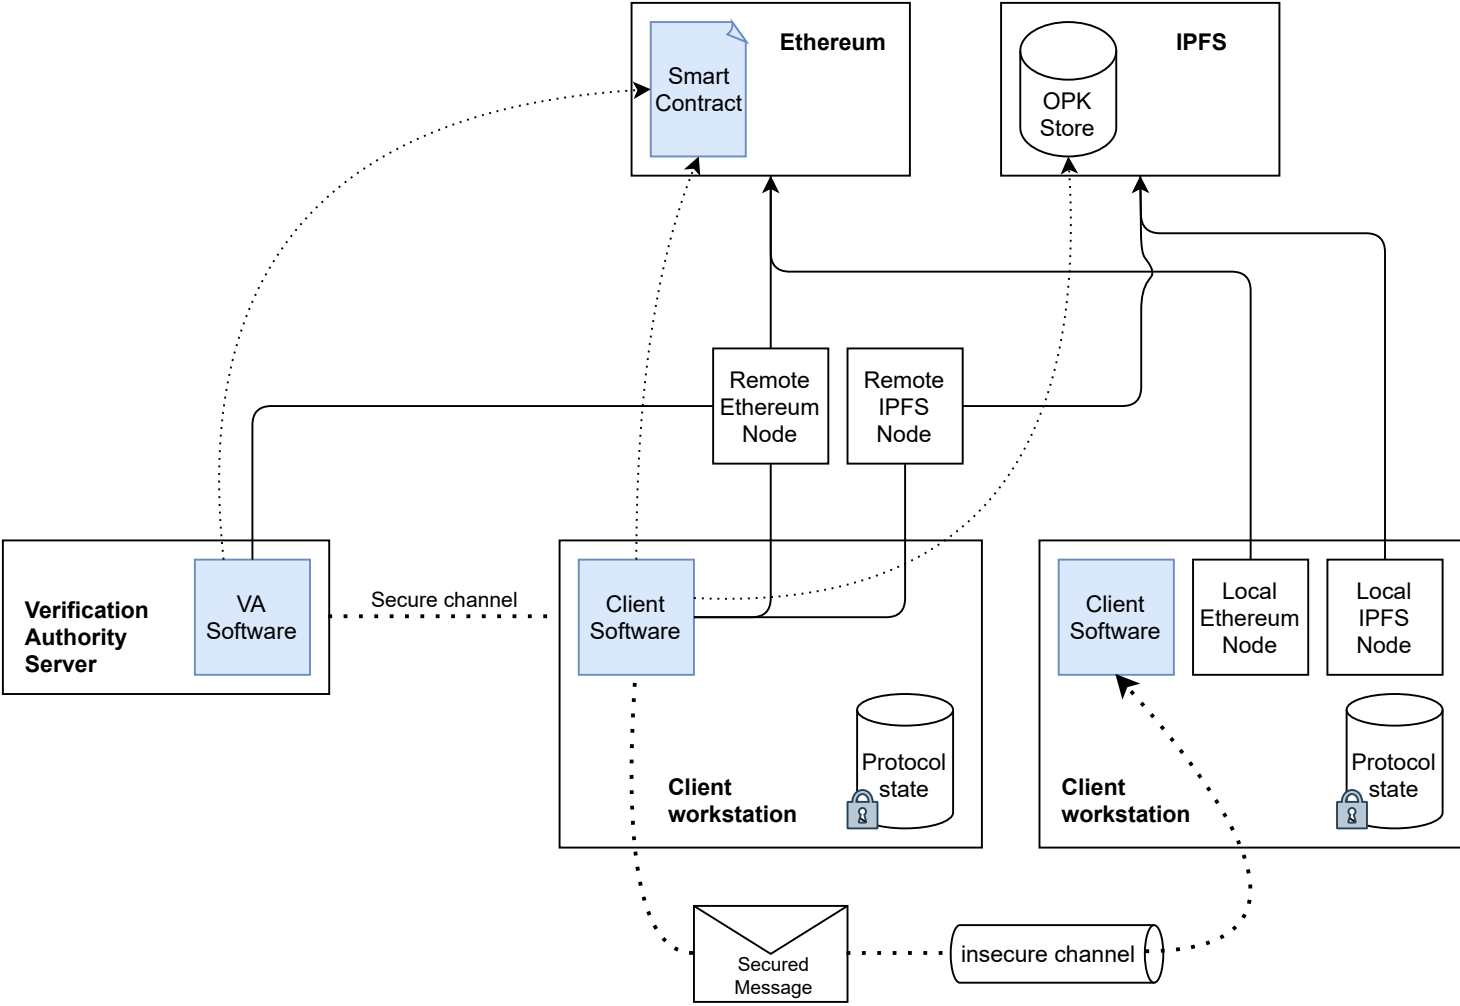 Smart
Contract
Ethereum
OPK
Store
IPFS
Remote
Ethereum
Node
Remote
IPFS
Node
Verification
Authority
Server
VA
Software
Secure channel
Client
Software
Client
Software
Local
Ethereum
Node
Local
IPFS
Node
Client
workstation
Protocol
state
Client
workstation
Protocol
state
Secured
Message
insecure channel